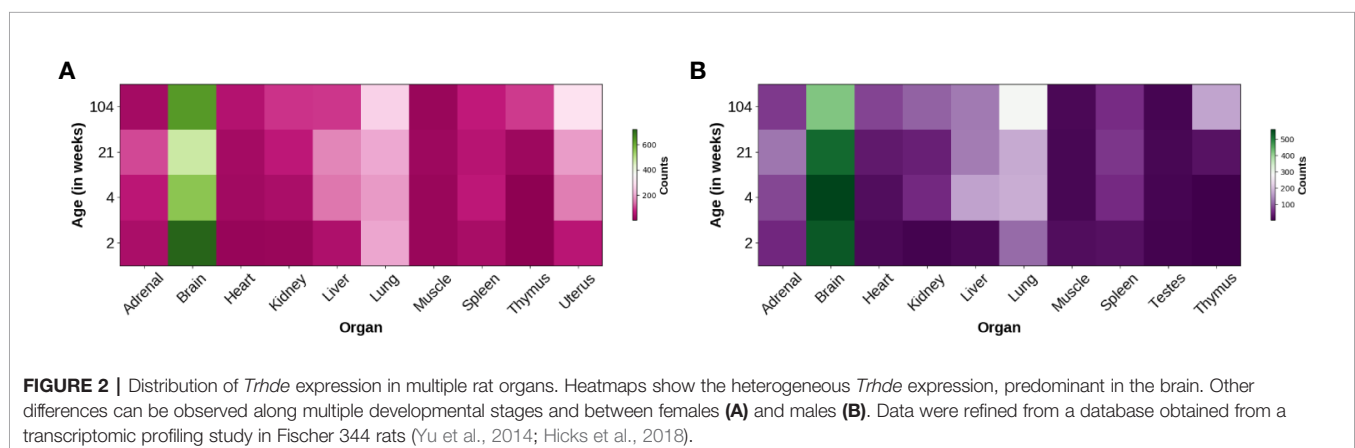 A
B
104
21
4
2
Age (in weeks)
Adrenal
Brain
Heart
Kidney
Liver
Lung
Muscle
Spleen
Thymus
Uterus
Organ
600
400
200
Counts
104
21
4
2
Age (in weeks)
Adrenal
Brain
Heart
Kidney
Liver
Lung
Muscle
Spleen
Testes
Thymus
Organ
500
400
300
200
100
Counts
FIGURE 2 | Distribution of Trhde expression in multiple rat organs. Heatmaps show the heterogeneous Trhde expression, predominant in the brain. Other
differences can be observed along multiple developmental stages and between females (A) and males (B). Data were refined from a database obtained from a
transcriptomic profiling study in Fischer 344 rats (Yu et al., 2014; Hicks et al., 2018).